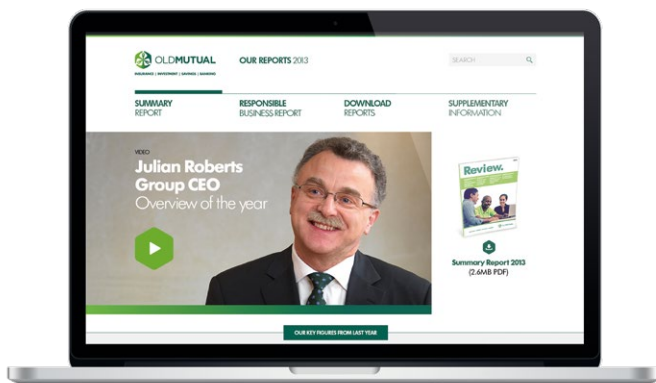 OLDMUTUAL
INSURANCE | INVESTMENT | SAVINGS | BANKING
OUR REPORTS 2013
SEARCH
SUMMARY
REPORT
RESPONSIBLE
BUSINESS REPORT
DOWNLOAD
REPORTS
SUPPLEMENTARY
INFORMATION
VIDEO
Julian Roberts
Group CEO
Overview of the year
Review.
Summary Report 2013
(2.6MB PDF)
OUR KEY FIGURES FROM LAST YEAR